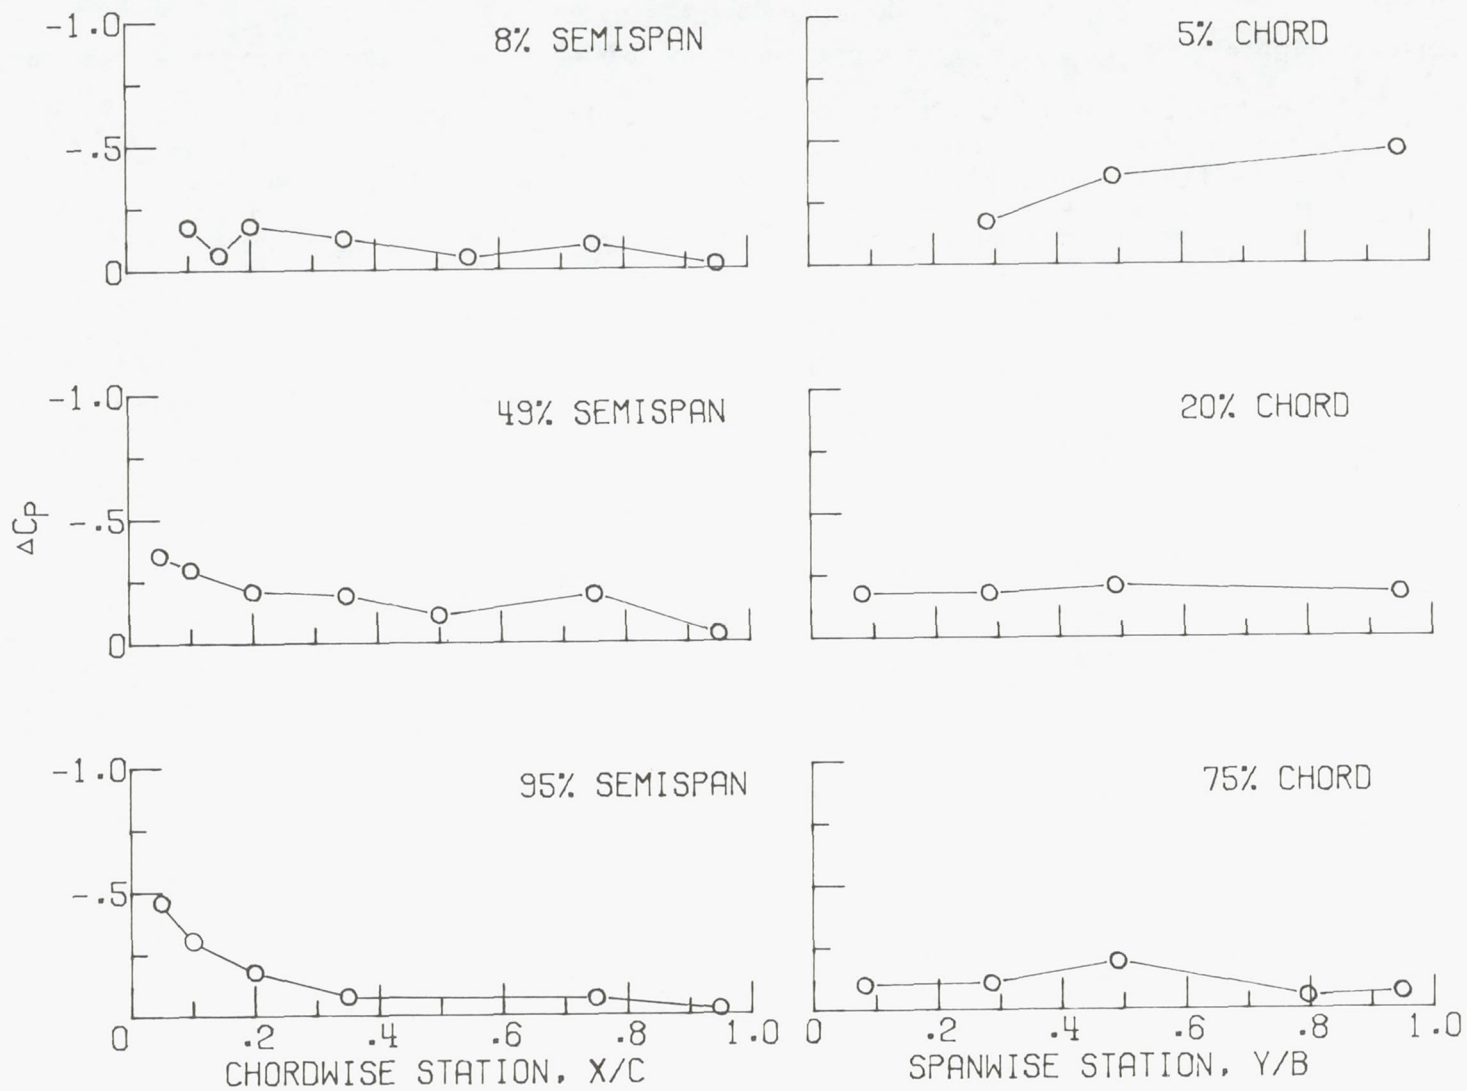 -1.0
-.5
0
8% SEMISPAN
5% CHORD
-1.0
-.5
0
49% SEMISPAN
20% CHORD
ΔCP
-1.0
-.5
95% SEMISPAN
75% CHORD
0 .2 .4 .6 .8 1.0
0 .2 .4 .6 .8 1.0
CHORDWISE STATION, X/C
SPANWISE STATION, Y/B